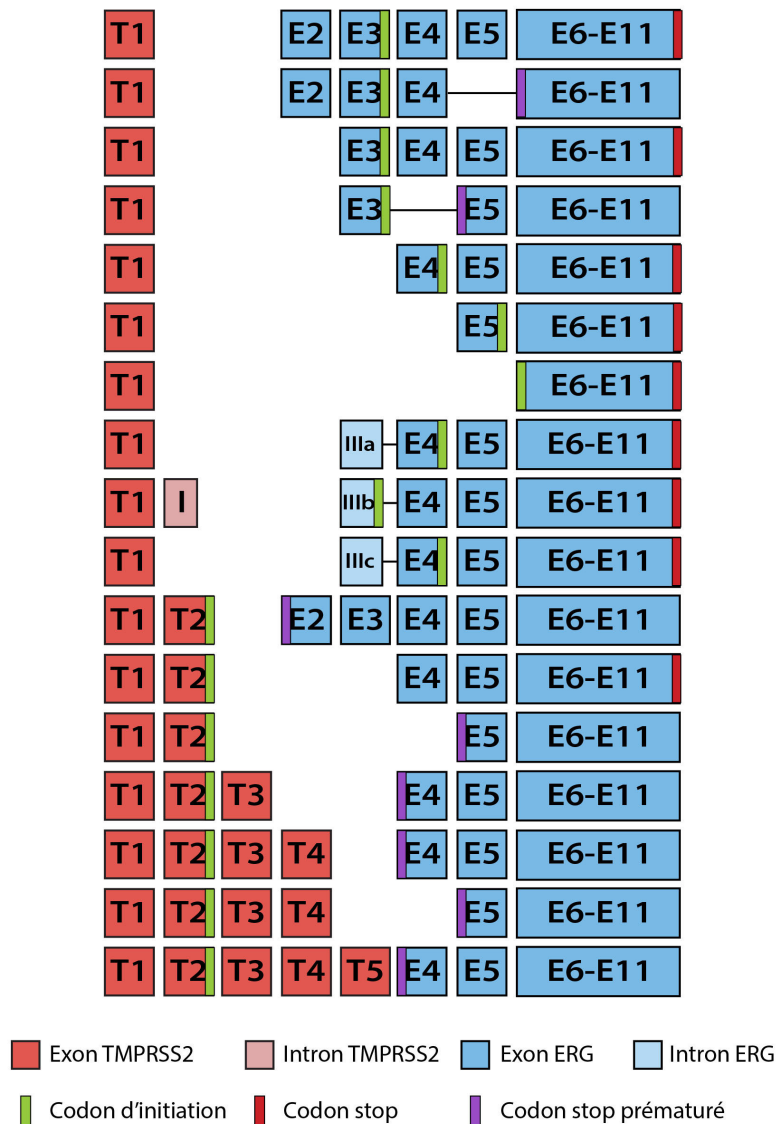 T1 E2 E3 E4 E5 E6-E11
T1 E2 E3 E4 E6-E11
T1 E3 E4 E5 E6-E11
T1 E3 E5 E6-E11
T1 E4 E5 E6-E11
T1 E5 E6-E11
T1 E6-E11
T1 IIIa E4 E5 E6-E11
T1 I IIIb E4 E5 E6-E11
T1 IIIc E4 E5 E6-E11
T1 T2 E2 E3 E4 E5 E6-E11
T1 T2 E4 E5 E6-E11
T1 T2 E5 E6-E11
T1 T2 T3 E4 E5 E6-E11
T1 T2 T3 T4 E4 E5 E6-E11
T1 T2 T3 T4 E5 E6-E11
T1 T2 T3 T4 T5 E4 E5 E6-E11
Exon TMPRSS2 Intron TMPRSS2 Exon ERG Intron ERG
Codon d'initiation Codon stop Codon stop prématuré